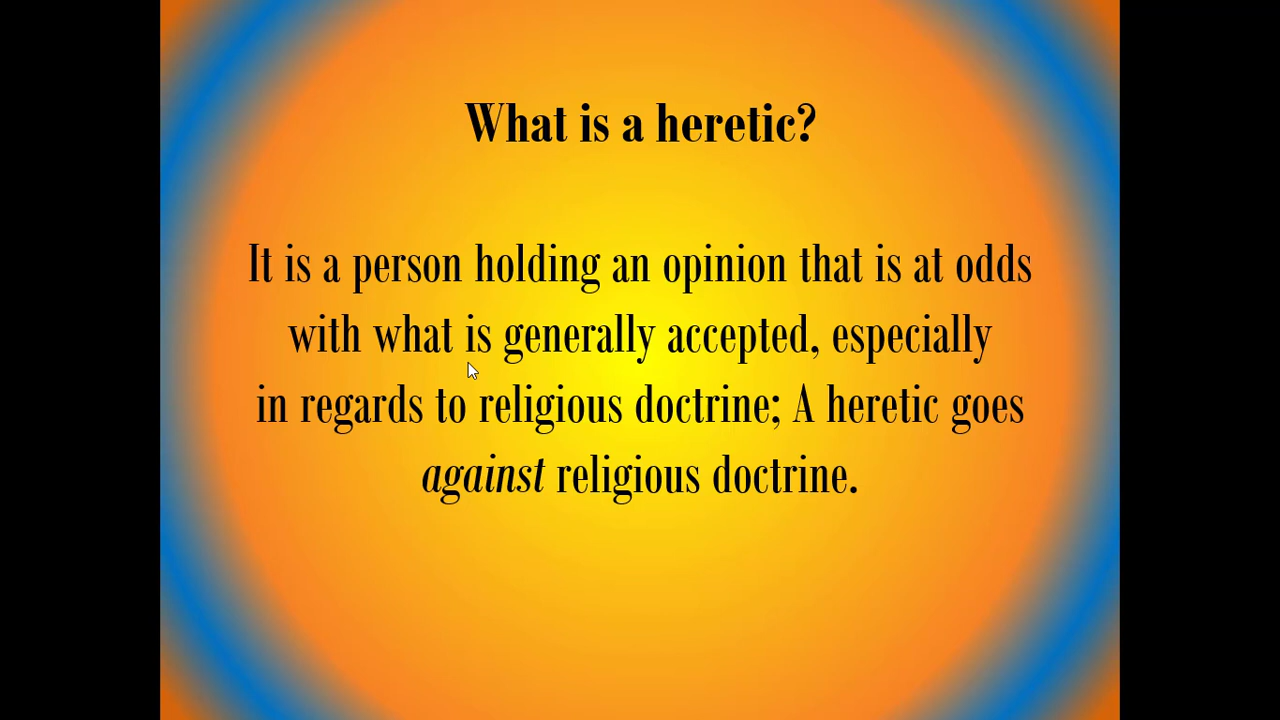 What is a heretic?
It is a person holding an opinion that is at odds
with what is generally accepted, especially
in regards to religious doctrine; A heretic goes
against religious doctrine.